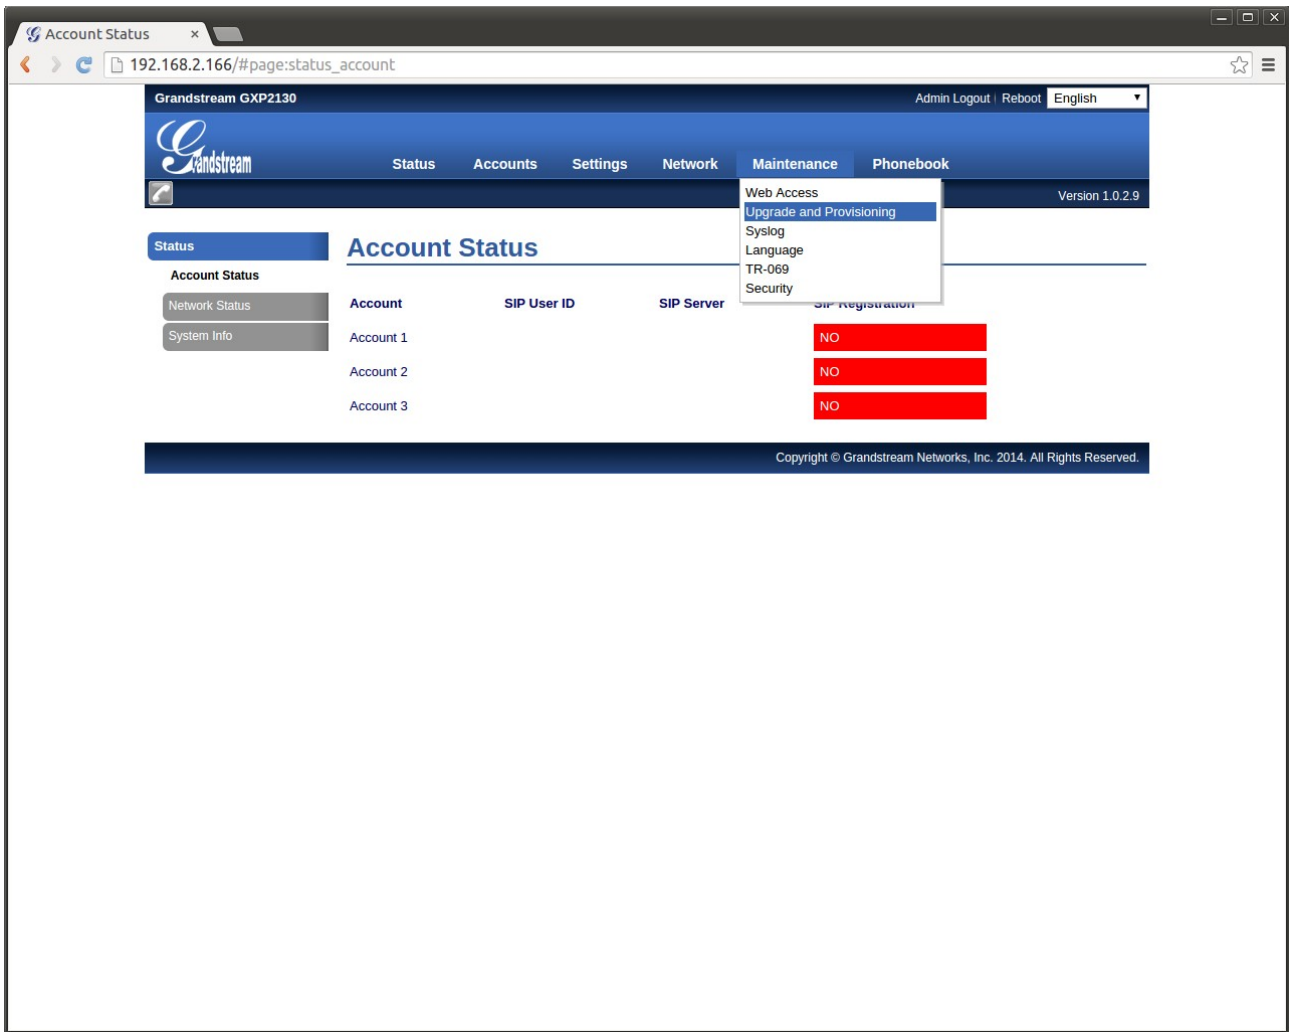 Account Status ×
192.168.2.166/#page:status_account
Grandstream GXP2130
Admin Logout | Reboot English
Grandstream
Status Accounts Settings Network Maintenance Phonebook
Version 1.0.2.9
Web Access
Upgrade and Provisioning
Syslog
Language
TR-069
Security
Status
Account Status
Network Status
System Info
Account Status
Account SIP User ID SIP Server SIP Registration
Account 1 NO
Account 2 NO
Account 3 NO
Copyright © Grandstream Networks, Inc. 2014. All Rights Reserved.